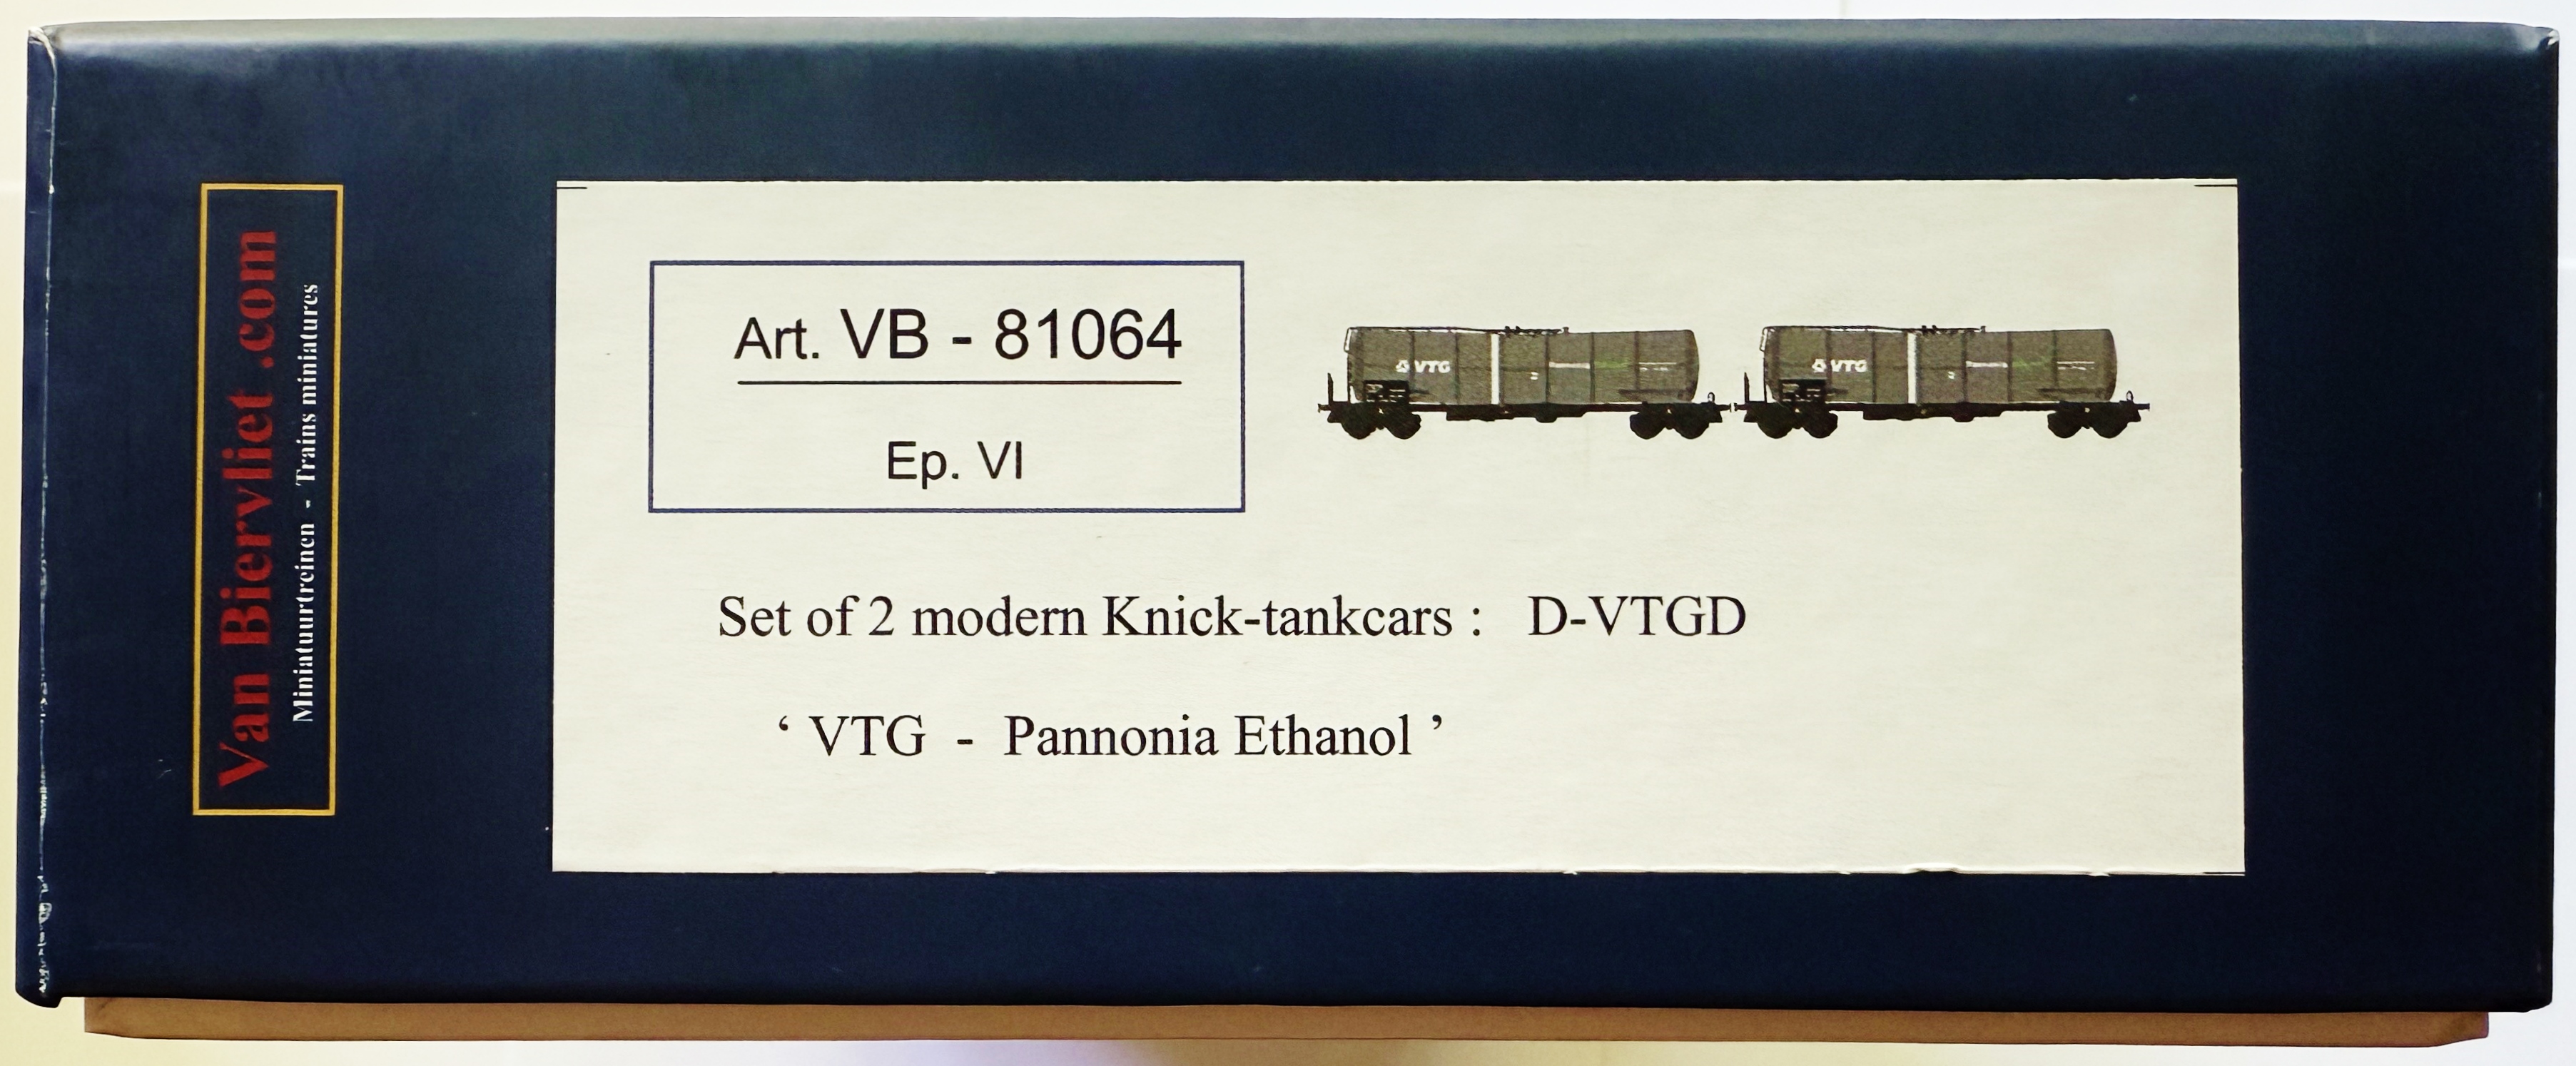 Van Biervliet .com
Miniatuurtreinen - Trains miniatures
Art. VB - 81064
Ep. VI
VTG
VTG
Set of 2 modern Knick-tankcars : D-VTGD
‘ VTG - Pannonia Ethanol ’